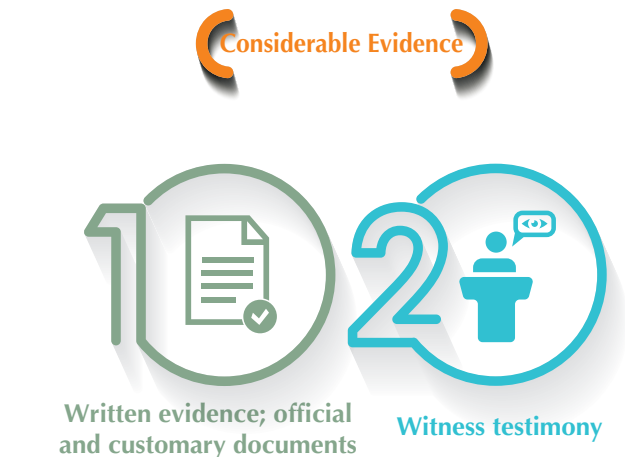 Considerable Evidence
1
2
Written evidence; official
and customary documents
Witness testimony